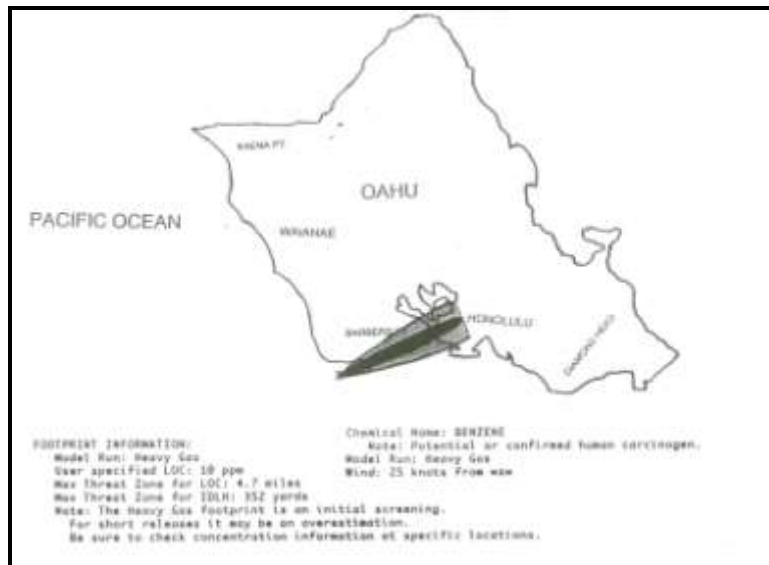 KAENA PT
OAHU
PACIFIC OCEAN
WAIANAE
BARBERS
HONOLULU
DIAMOND HEAD
FOOTPRINT INFORMATION:
Model Run: Heavy Gas
User specified LOC: 10 ppm
Max Threat Zone for LOC: 4.7 miles
Max Threat Zone for IDLH: 352 yards
Note: The Heavy Gas footprint is an initial screening.
For short releases it may be an overestimation.
Be sure to check concentration information at specific locations.
Chemical Name: BENZENE
Note: Potential or confirmed human carcinogen.
Model Run: Heavy Gas
Wind: 25 knots from wsw